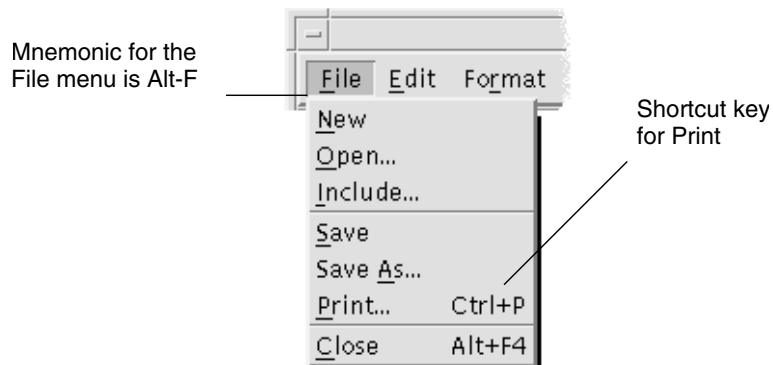 Mnemonic for the
File menu is Alt-F
File Edit Format
New
Open...
Include...
Save
Save As...
Print... Ctrl+P
Close Alt+F4
Shortcut key
for Print